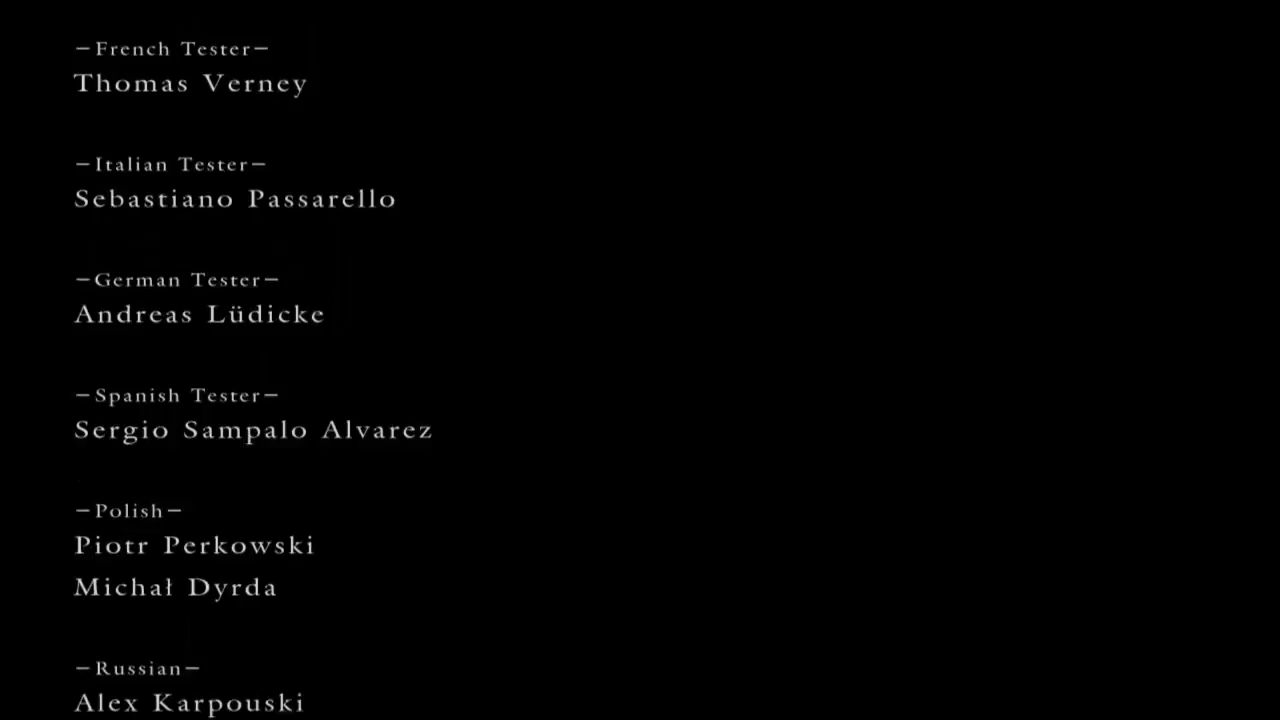 —French Tester—
Thomas Verney
—Italian Tester—
Sebastiano Passarello
—German Tester—
Andreas Lüdicke
—Spanish Tester—
Sergio Sampalo Alvarez
—Polish—
Piotr Perkowski
Michał Dyrda
—Russian—
Alex Karpouski